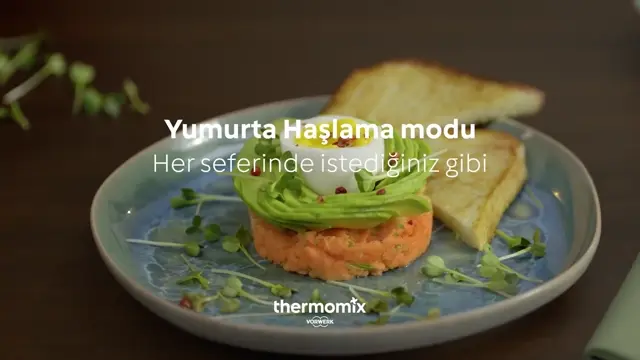 Yumurta Haşlama modu
Her seferinde istediğiniz gibi
thermomix
VORWERK